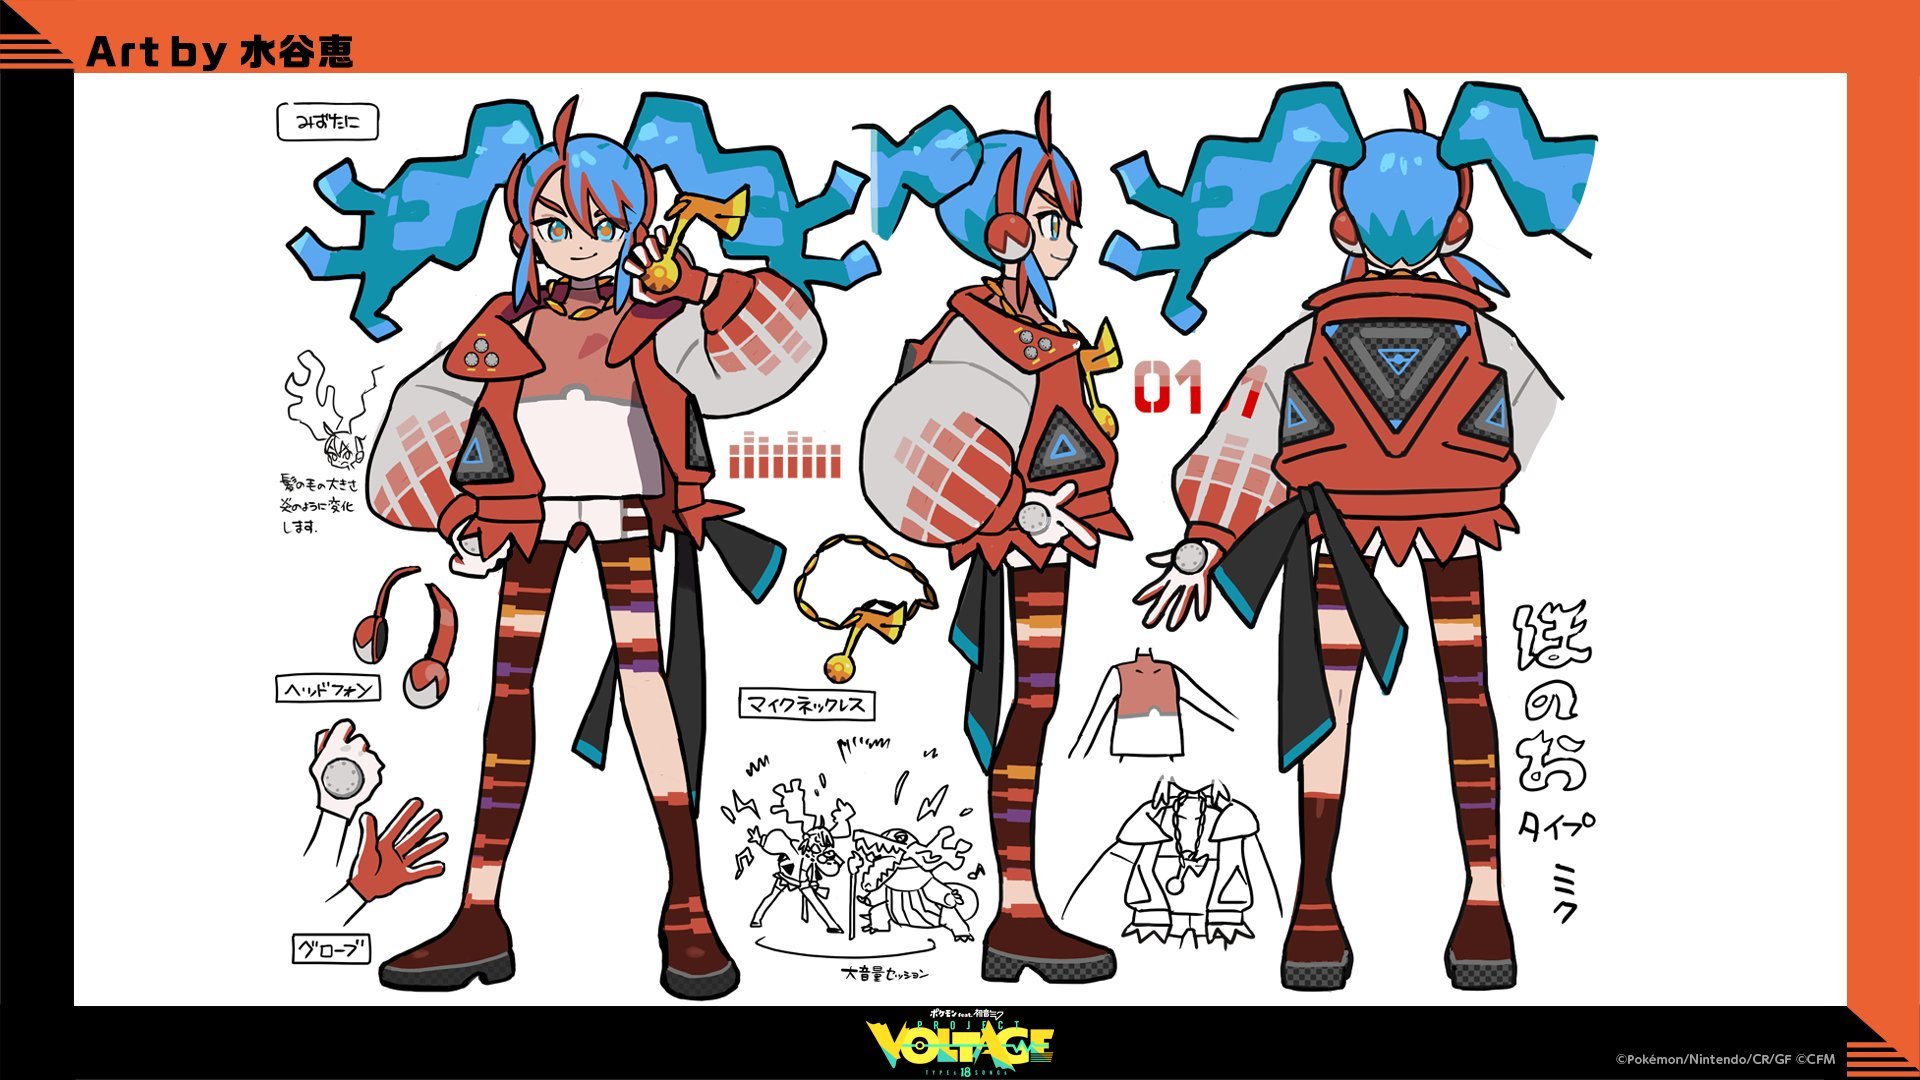 Art by 水谷恵
みずたに
01
髪の毛の大きさ
炎のように変化
します.
ヘッドフォン
マイクネックレス
グローブ
大音量セッション
ほのお
タイプ
ミク
ポケモン feat. 初音ミク
PROJECT
VOLTAGE
TYPES 18 SONGS
©Pokémon/Nintendo/CR/GF ©CFM